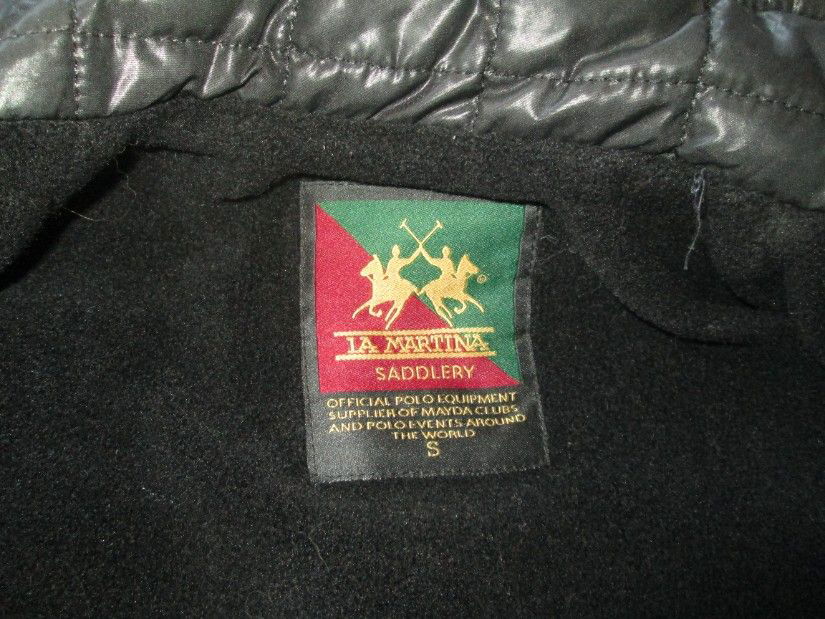 ®
LA MARTINA
SADDLERY
OFFICIAL POLO EQUIPMENT
SUPPLIER OF MAYDA CLUBS
AND POLO EVENTS AROUND
THE WORLD
S